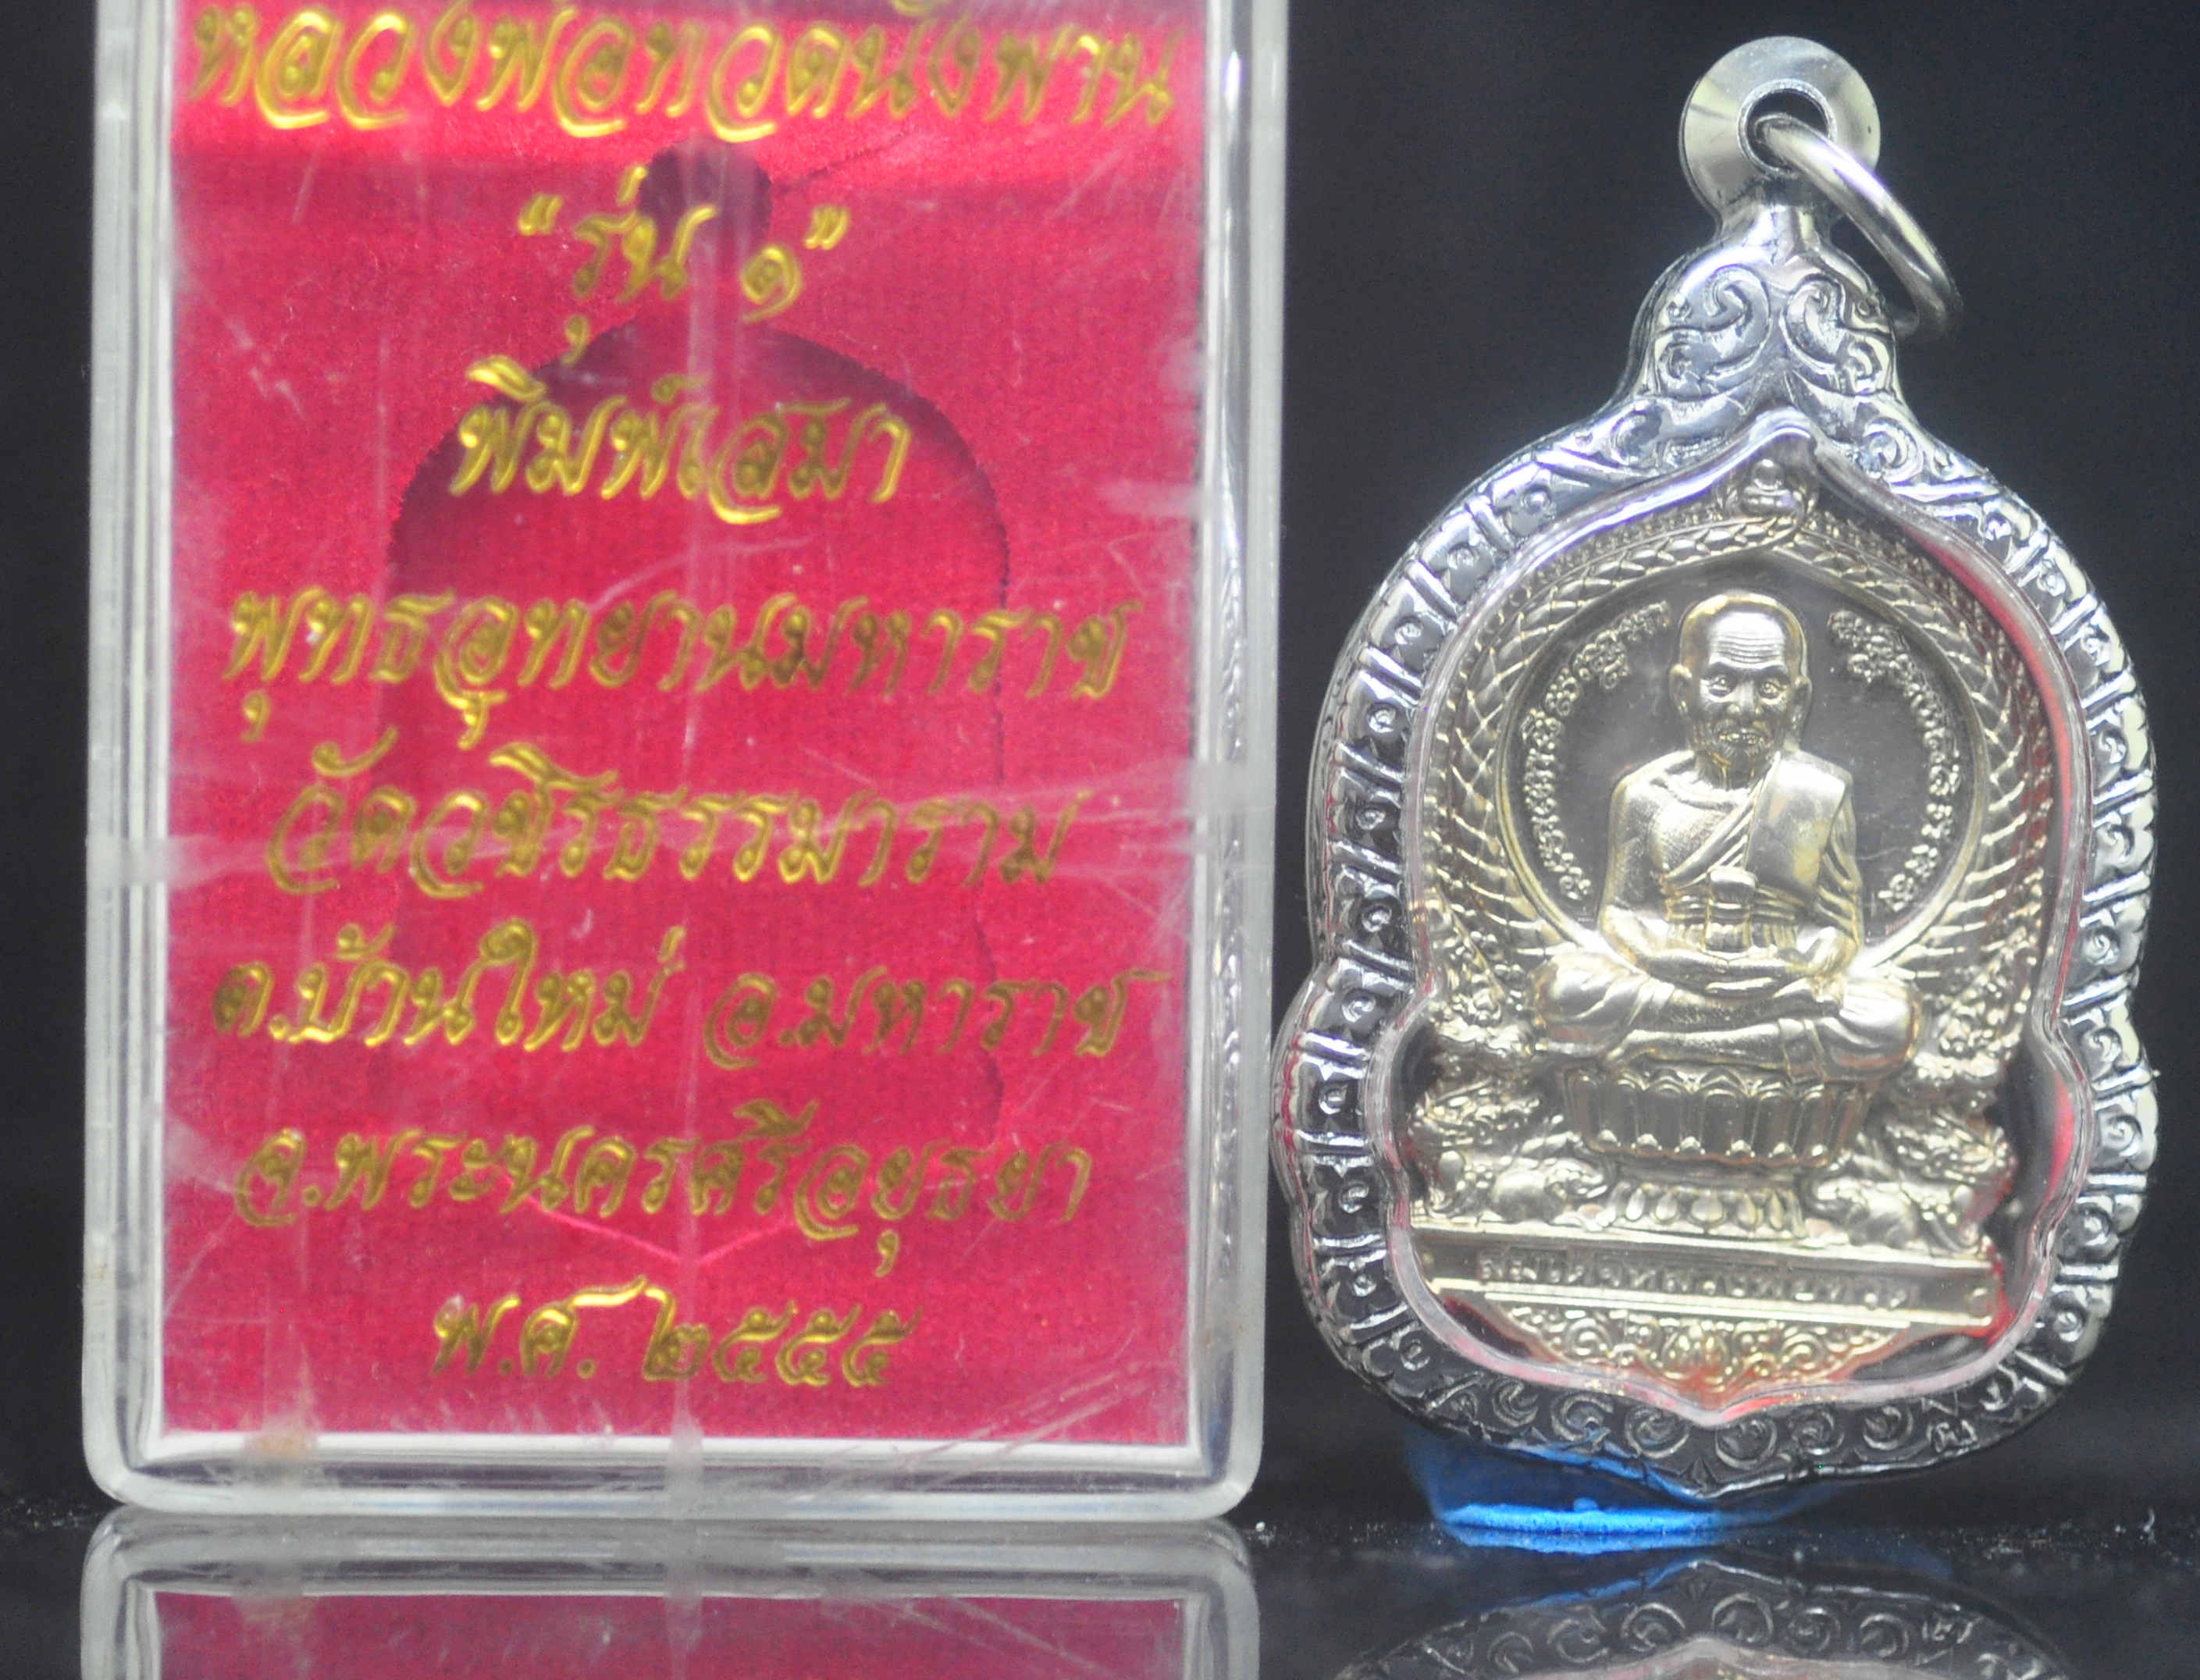 หลวงพ่อทวดนั่งพาน
"รุ่น ๑"
พิมพ์เสมา
พุทธอุทยานมหาราช
วัดวชิรธรรมาราม
ต.บ้านใหม่ อ.มหาราช
จ.พระนครศรีอยุธยา
พ.ศ. ๒๕๕๕